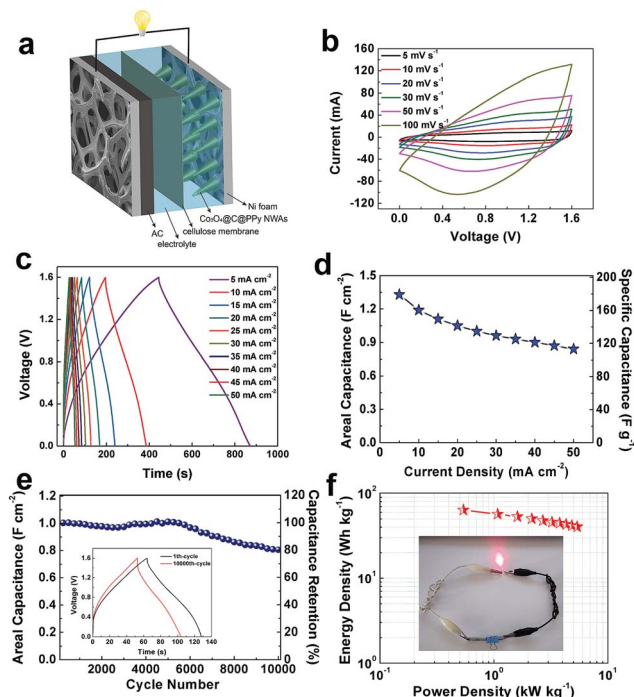 a
Ni foam
Co₃O₄@C@PPy NWAs
cellulose membrane
electrolyte
AC
b
160
120
80
40
0
-40
-80
-120
Current (mA)
5 mV s⁻¹
10 mV s⁻¹
20 mV s⁻¹
30 mV s⁻¹
50 mV s⁻¹
100 mV s⁻¹
0.0 0.4 0.8 1.2 1.6
Voltage (V)
c
2.0
1.6
1.2
0.8
0.4
0.0
Voltage (V)
5 mA cm⁻²
10 mA cm⁻²
15 mA cm⁻²
20 mA cm⁻²
25 mA cm⁻²
30 mA cm⁻²
35 mA cm⁻²
40 mA cm⁻²
45 mA cm⁻²
50 mA cm⁻²
0 200 400 600 800 1000
Time (s)
d
1.5
1.2
0.9
0.6
0.3
0.0
Areal Capacitance (F cm⁻²)
200
160
120
80
40
0
Specific Capacitance (F g⁻¹)
0 10 20 30 40 50
Current Density (mA cm⁻²)
e
1.2
1.0
0.8
0.6
0.4
0.2
0.0
Areal Capacitance (F cm⁻²)
120
100
80
60
40
20
0
Capacitance Retention (%)
2.4
1.8
1.2
0.6
0.0
Voltage (V)
1th-cycle
10000th-cycle
0 20 40 60 80 100 120 140
Time (s)
2000 4000 6000 8000 10000
Cycle Number
f
10²
10¹
10⁰
Energy Density (Wh kg⁻¹)
10⁻¹ 10⁰ 10¹
Power Density (kW kg⁻¹)